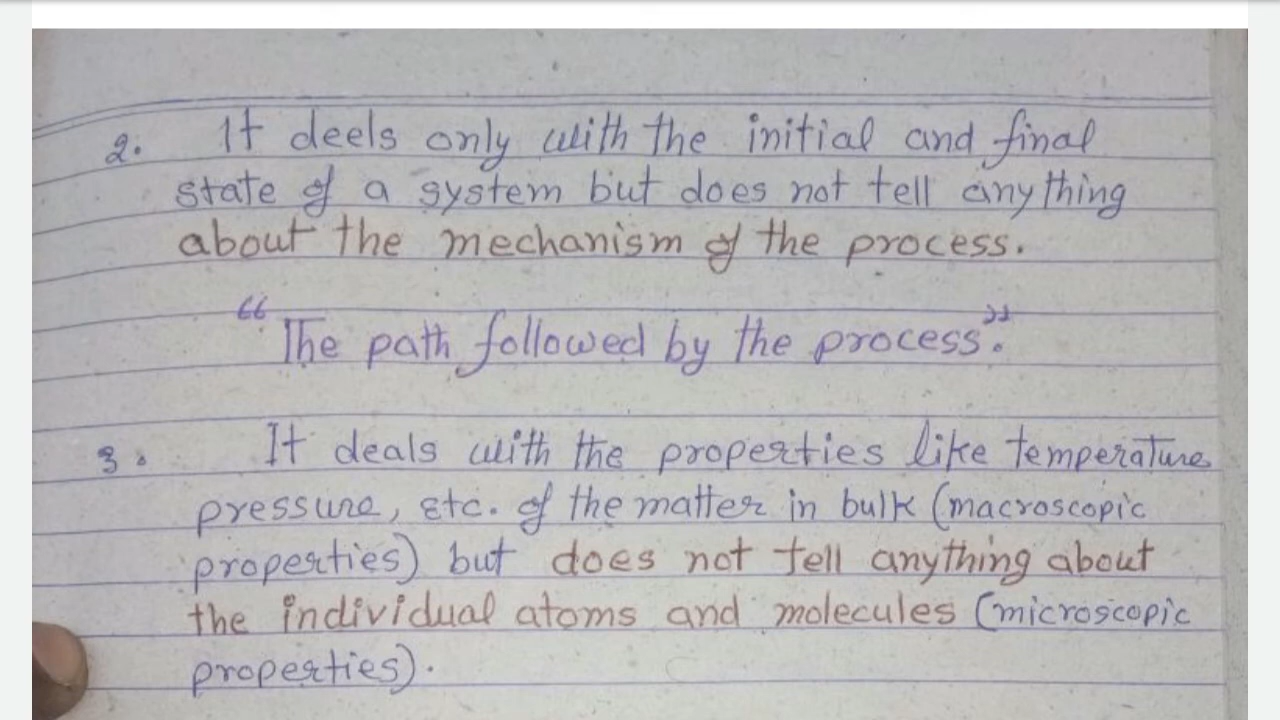 2. It deels only with the initial and final
state of a system but does not tell anything
about the mechanism of the process.
“The path followed by the process.”
3. It deals with the properties like temperature
pressure, etc. of the matter in bulk (macroscopic
properties) but does not tell anything about
the individual atoms and molecules (microscopic
properties).